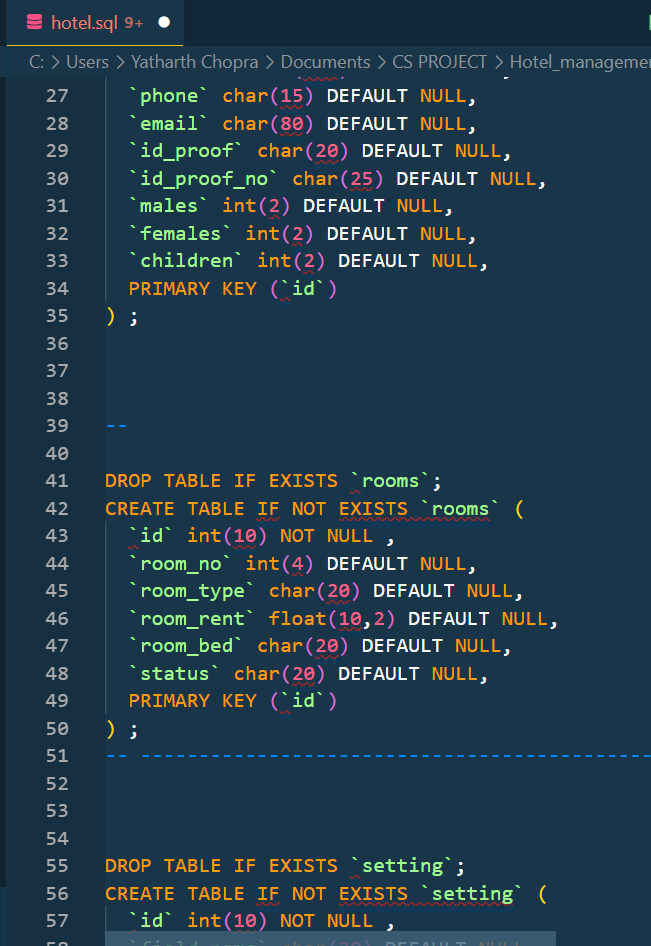 hotel.sql 9+
C: > Users > Yatharth Chopra > Documents > CS PROJECT > Hotel_managemen
27 `phone` char(15) DEFAULT NULL,
28 `email` char(80) DEFAULT NULL,
29 `id_proof` char(20) DEFAULT NULL,
30 `id_proof_no` char(25) DEFAULT NULL,
31 `males` int(2) DEFAULT NULL,
32 `females` int(2) DEFAULT NULL,
33 `children` int(2) DEFAULT NULL,
34 PRIMARY KEY (`id`)
35 ) ;
36
37
38
39 --
40
41 DROP TABLE IF EXISTS `rooms`;
42 CREATE TABLE IF NOT EXISTS `rooms` (
43 `id` int(10) NOT NULL ,
44 `room_no` int(4) DEFAULT NULL,
45 `room_type` char(20) DEFAULT NULL,
46 `room_rent` float(10,2) DEFAULT NULL,
47 `room_bed` char(20) DEFAULT NULL,
48 `status` char(20) DEFAULT NULL,
49 PRIMARY KEY (`id`)
50 ) ;
51 -- --------------------------------------------
52
53
54
55 DROP TABLE IF EXISTS `setting`;
56 CREATE TABLE IF NOT EXISTS `setting` (
57 `id` int(10) NOT NULL ,